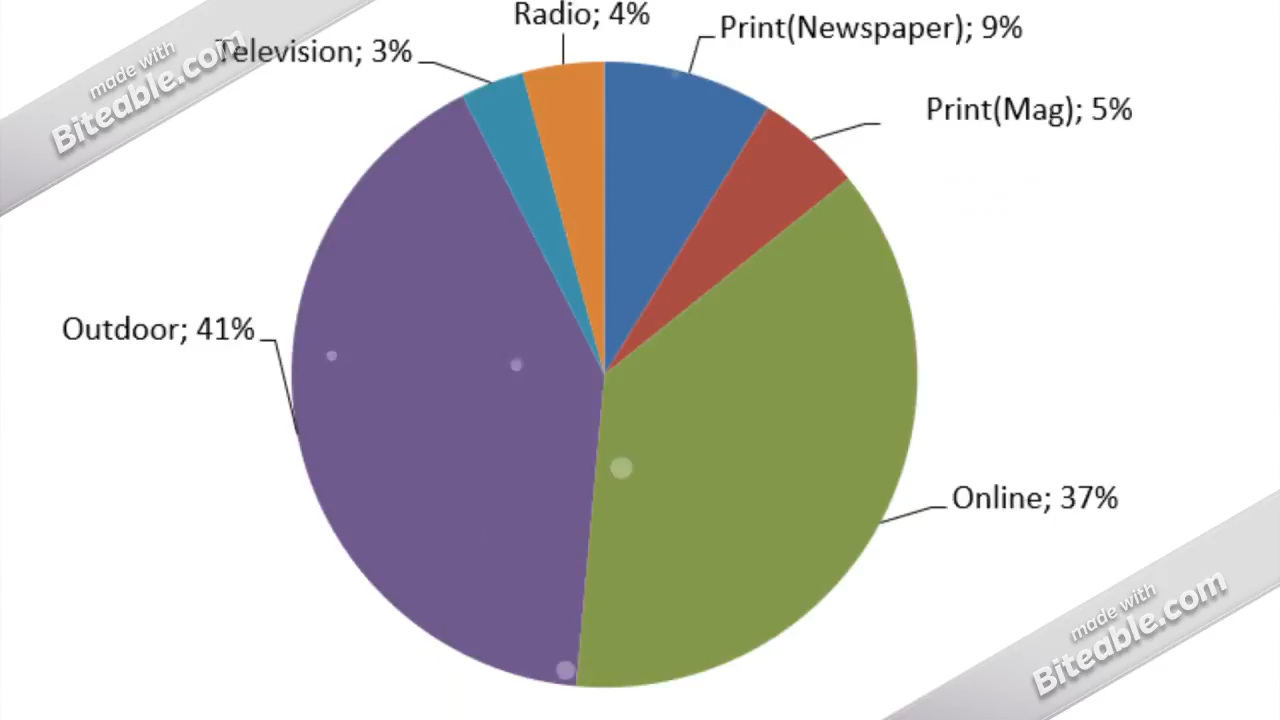 Radio; 4%
Print(Newspaper); 9%
Television; 3%
Print(Mag); 5%
Outdoor; 41%
Online; 37%
made with
Biteable.com
made with
Biteable.com